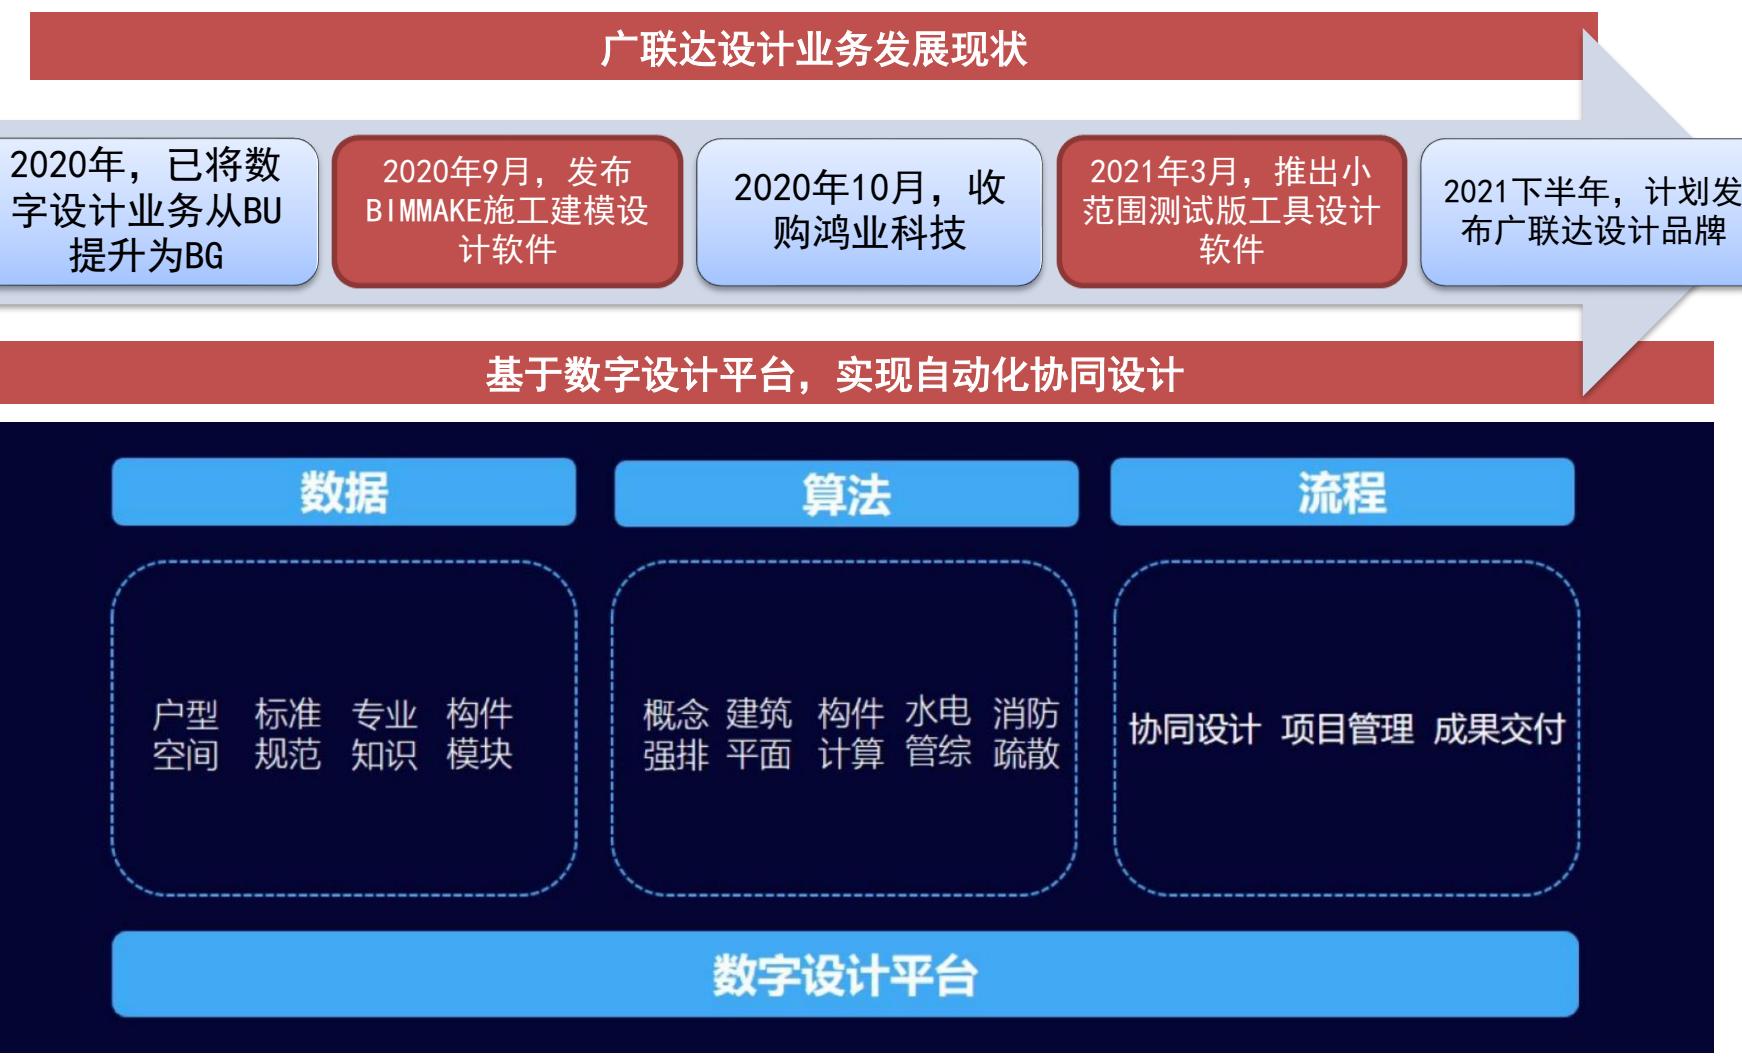 广联达设计业务发展现状
2020年，已将数
字设计业务从BU
提升为BG
2020年9月，发布
BIMMAKE施工建模设
计软件
2020年10月，收
购鸿业科技
2021年3月，推出小
范围测试版工具设计
软件
2021下半年，计划发
布广联达设计品牌
基于数字设计平台，实现自动化协同设计
数据
算法
流程
户型
空间
标准
规范
专业
知识
构件
模块
概念
强排
建筑
平面
构件
计算
水电
管综
消防
疏散
协同设计 项目管理 成果交付
数字设计平台